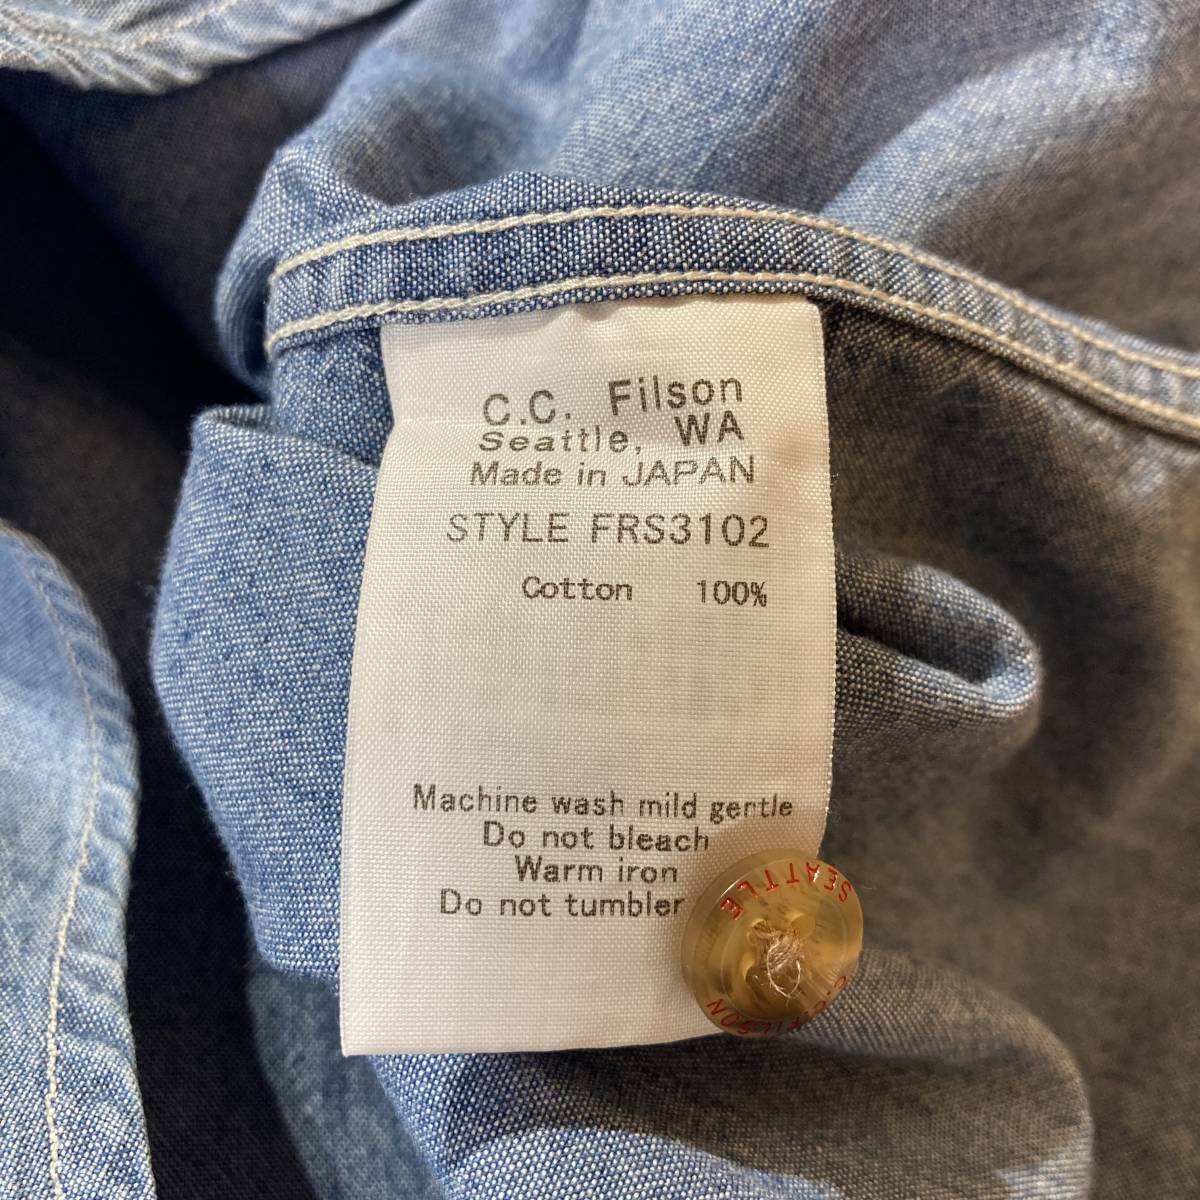 C.C. Filson
Seattle, WA
Made in JAPAN
STYLE FRS3102
Cotton 100%
Machine wash mild gentle
Do not bleach
Warm iron
Do not tumbler
SEATTLE
C.C.FILSON